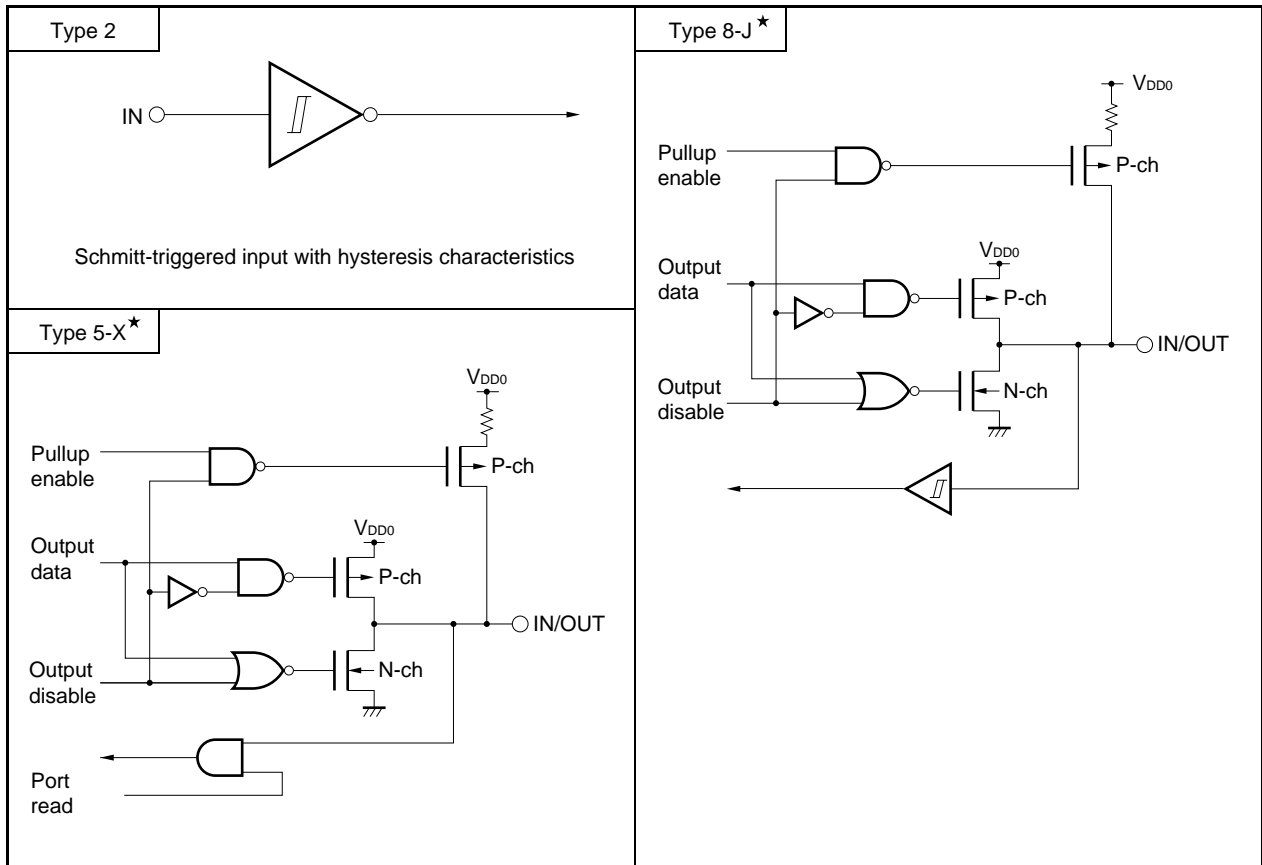 Type 2
IN
Schmitt-triggered input with hysteresis characteristics
Type 5-X★
VDD0
Pullup
enable
P-ch
VDD0
Output
data
P-ch
IN/OUT
Output
disable
N-ch
Port
read
Type 8-J★
VDD0
Pullup
enable
P-ch
VDD0
Output
data
P-ch
IN/OUT
Output
disable
N-ch